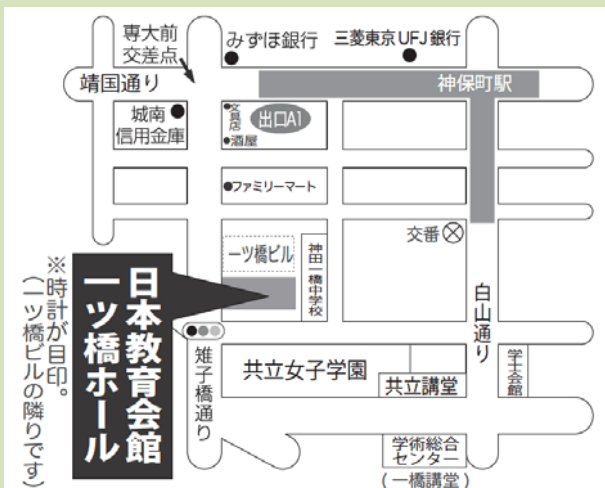 専大前
交差点
みずほ銀行
三菱東京UFJ銀行
靖国通り
神保町駅
城南
信用金庫
文具店
出口A1
酒屋
ファミリーマート
交番
一ツ橋ビル
神田一橋中学校
日本教育会館
一ツ橋ホール
※時計が目印。
(一ツ橋ビルの隣りです)
白山通り
雉子橋通り
共立女子学園
共立講堂
学士会館
学術総合
センター
(一橋講堂)